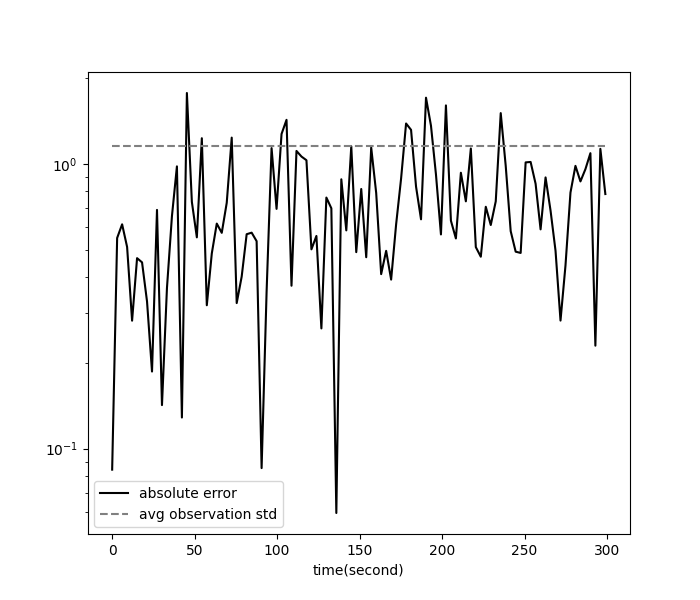 10⁰
10⁻¹
absolute error
avg observation std
0 50 100 150 200 250 300
time(second)